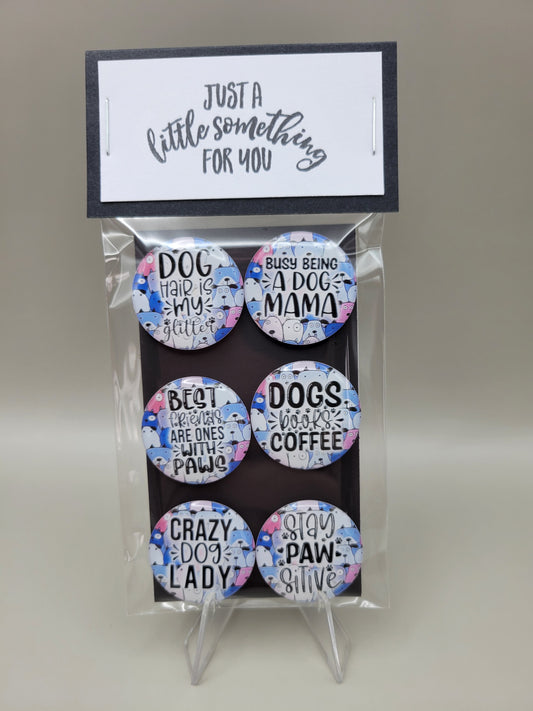 JUST A
little something
FOR YOU
DOG
HAIR IS
MY
glitter
BUSY BEING
A DOG
MAMA
BEST
friends
ARE ONES
WITH
PAWS
DOGS
books
COFFEE
CRAZY
DOG
LADY
STAY
PAW
SITIVE